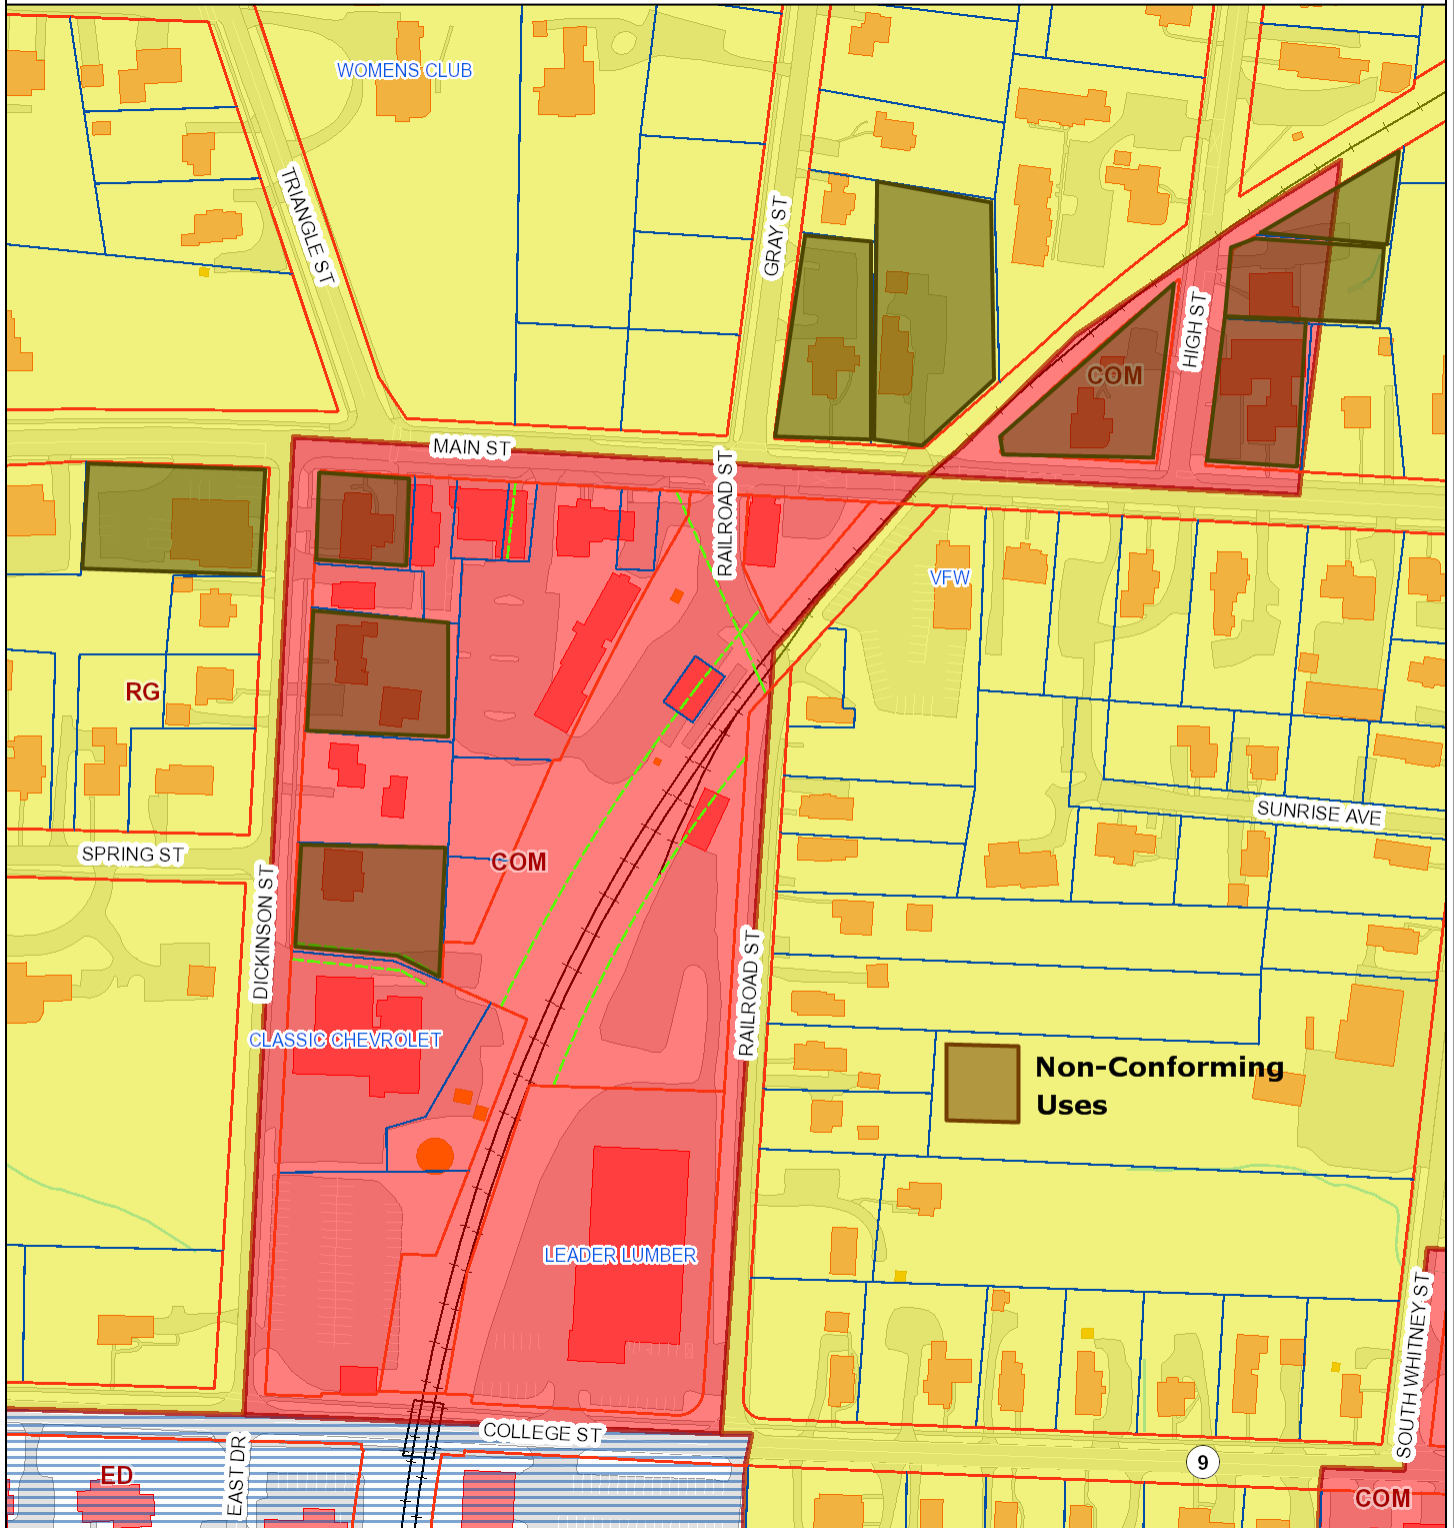 WOMENS CLUB
TRIANGLE ST
GRAY ST
HIGH ST
COM
MAIN ST
RAILROAD ST
VFW
RG
SUNRISE AVE
SPRING ST
COM
DICKINSON ST
RAILROAD ST
CLASSIC CHEVROLET
Non-Conforming
Uses
LEADER LUMBER
SOUTH WHITNEY ST
COLLEGE ST
9
EAST DR
ED
COM